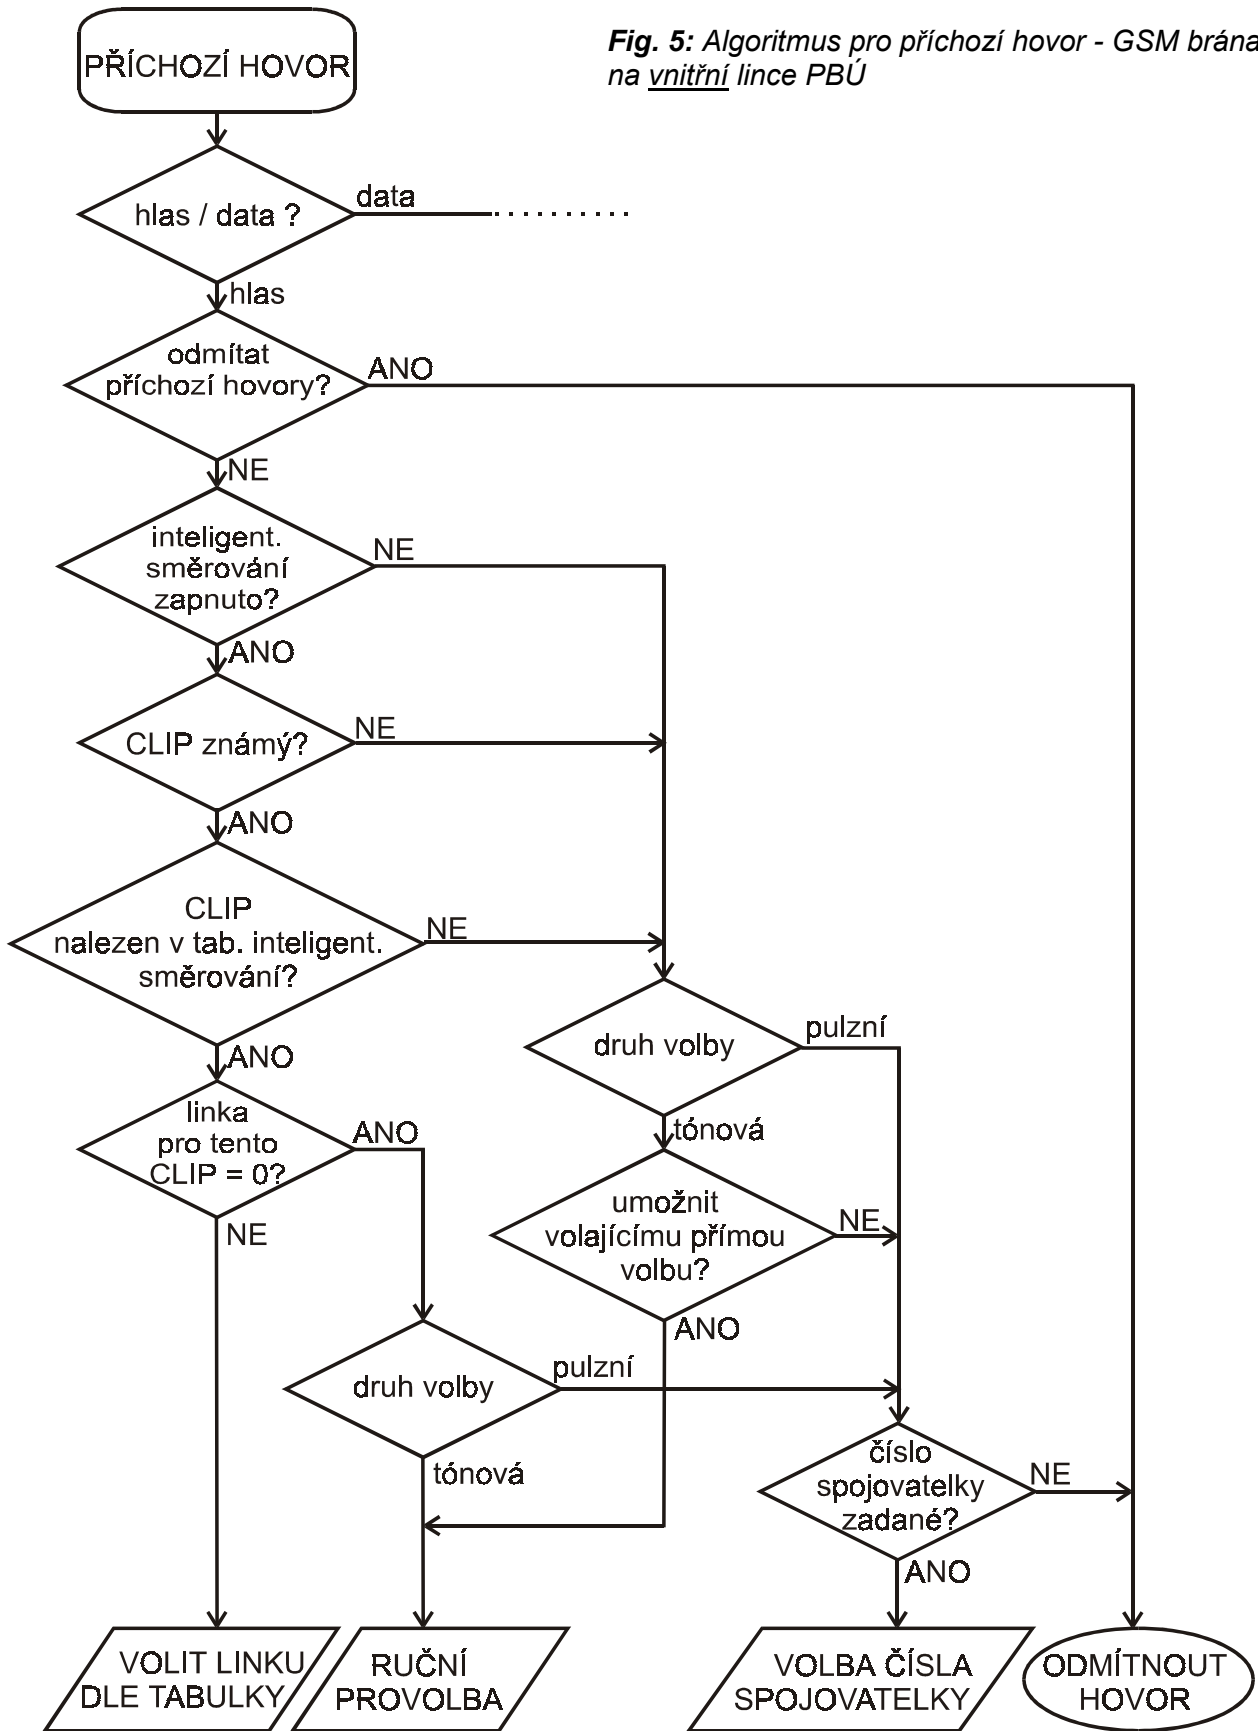 Fig. 5: Algoritmus pro příchozí hovor - GSM brána
na vnitřní lince PBÚ
PŘÍCHOZÍ HOVOR
hlas / data ?
data
hlas
odmítat
příchozí hovory?
ANO
NE
inteligent.
směrování
zapnuto?
NE
ANO
CLIP známý?
NE
ANO
CLIP
nalezen v tab. inteligent.
směrování?
NE
ANO
druh volby
pulzní
tónová
linka
pro tento
CLIP = 0?
ANO
NE
umožnit
volajícímu přímou
volbu?
NE
ANO
druh volby
pulzní
tónová
číslo
spojovatelky
zadané?
NE
ANO
VOLIT LINKU
DLE TABULKY
RUČNÍ
PROVOLBA
VOLBA ČÍSLA
SPOJOVATELKY
ODMÍTNOUT
HOVOR